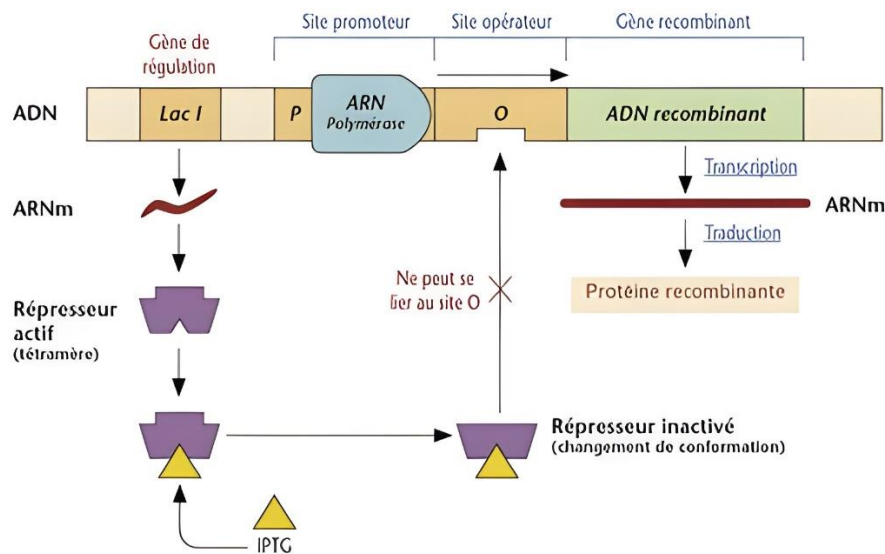 Site promoteur
Site opérateur
Gène recombinant
Gène de
régulation
ADN
Lac I
P
ARN
Polymérase
O
ADN recombinant
Transcription
ARNm
ARNm
Traduction
Ne peut se
lier au site O
Protéine recombinante
Répresseur
actif
(tétramère)
Répresseur inactivé
(changement de conformation)
IPTG